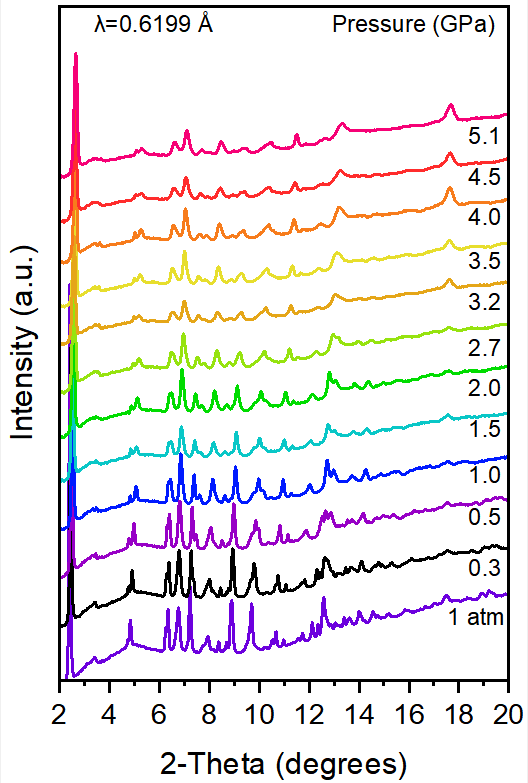 λ=0.6199 Å Pressure (GPa)
5.1
4.5
4.0
3.5
3.2
2.7
2.0
1.5
1.0
0.5
0.3
1 atm
Intensity (a.u.)
2 4 6 8 10 12 14 16 18 20
2-Theta (degrees)